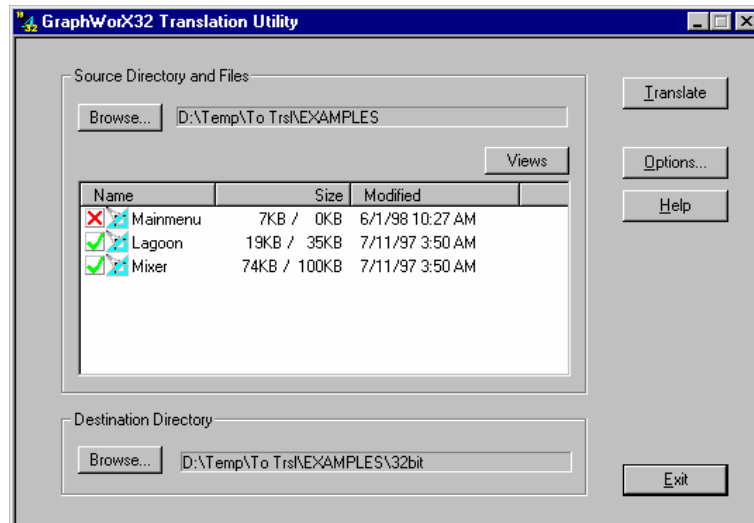 GraphWorX32 Translation Utility
Source Directory and Files
Browse... D:\Temp\To Trsl\EXAMPLES
Translate
Views
Options...
Help
Name Size Modified
Mainmenu 7KB / 0KB 6/1/98 10:27 AM
Lagoon 19KB / 35KB 7/11/97 3:50 AM
Mixer 74KB / 100KB 7/11/97 3:50 AM
Destination Directory
Browse... D:\Temp\To Trsl\EXAMPLES\32bit
Exit